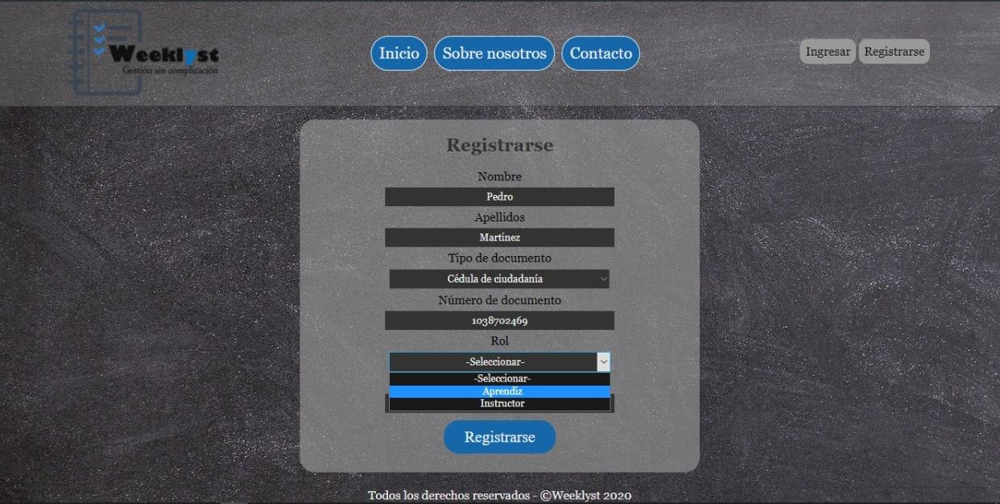 Weeklyst
Gestión sin complicación
Inicio Sobre nosotros Contacto
Ingresar Registrarse
Registrarse
Nombre
Pedro
Apellidos
Martinez
Tipo de documento
Cédula de ciudadanía
Número de documento
1038702469
Rol
-Seleccionar-
-Seleccionar-
Aprendiz
Instructor
Registrarse
Todos los derechos reservados - ©Weeklyst 2020